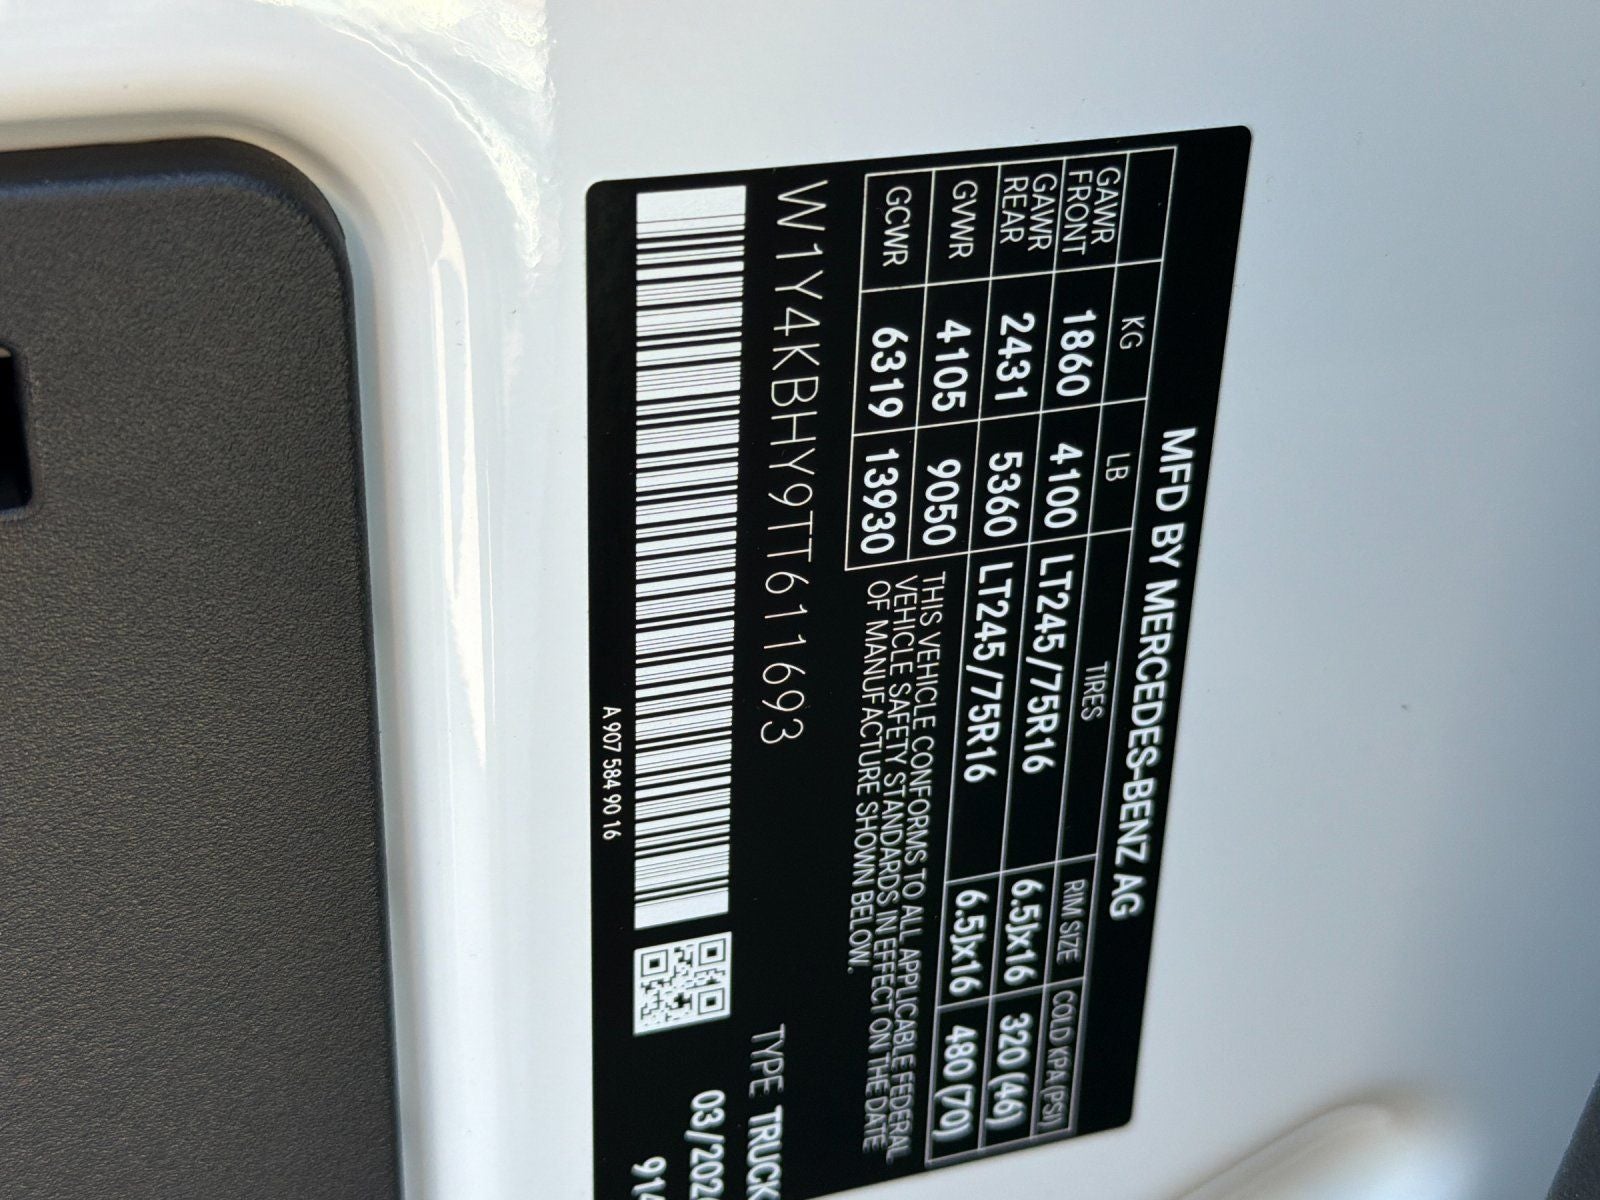 MFD BY MERCEDES-BENZ AG
KG LB TIRES RIM SIZE COLD KPA(PSI)
GAWR FRONT 1860 4100 LT245/75R16 6.5Jx16 320 (46)
GAWR REAR 2431 5360 LT245/75R16 6.5Jx16 480 (70)
GVWR 4105 9050
GCWR 6319 13930
THIS VEHICLE CONFORMS TO ALL APPLICABLE FEDERAL
VEHICLE SAFETY STANDARDS IN EFFECT ON THE DATE
OF MANUFACTURE SHOWN BELOW.
W1Y4KBHY9TT611693
TYPE TRUCK
A 907 584 90 16